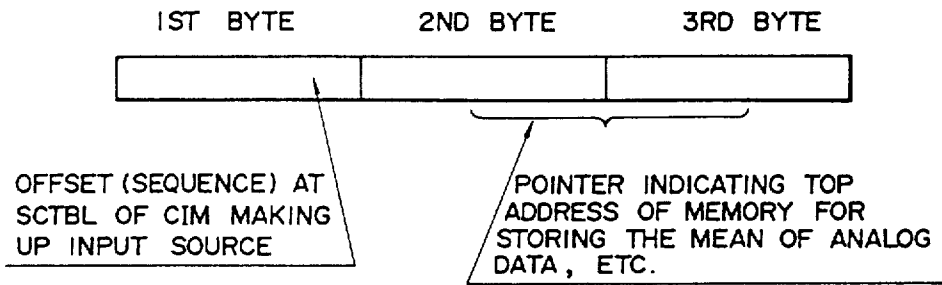 1ST BYTE 2ND BYTE 3RD BYTE
OFFSET (SEQUENCE) AT
SCTBL OF CIM MAKING
UP INPUT SOURCE
POINTER INDICATING TOP
ADDRESS OF MEMORY FOR
STORING THE MEAN OF ANALOG
DATA, ETC.